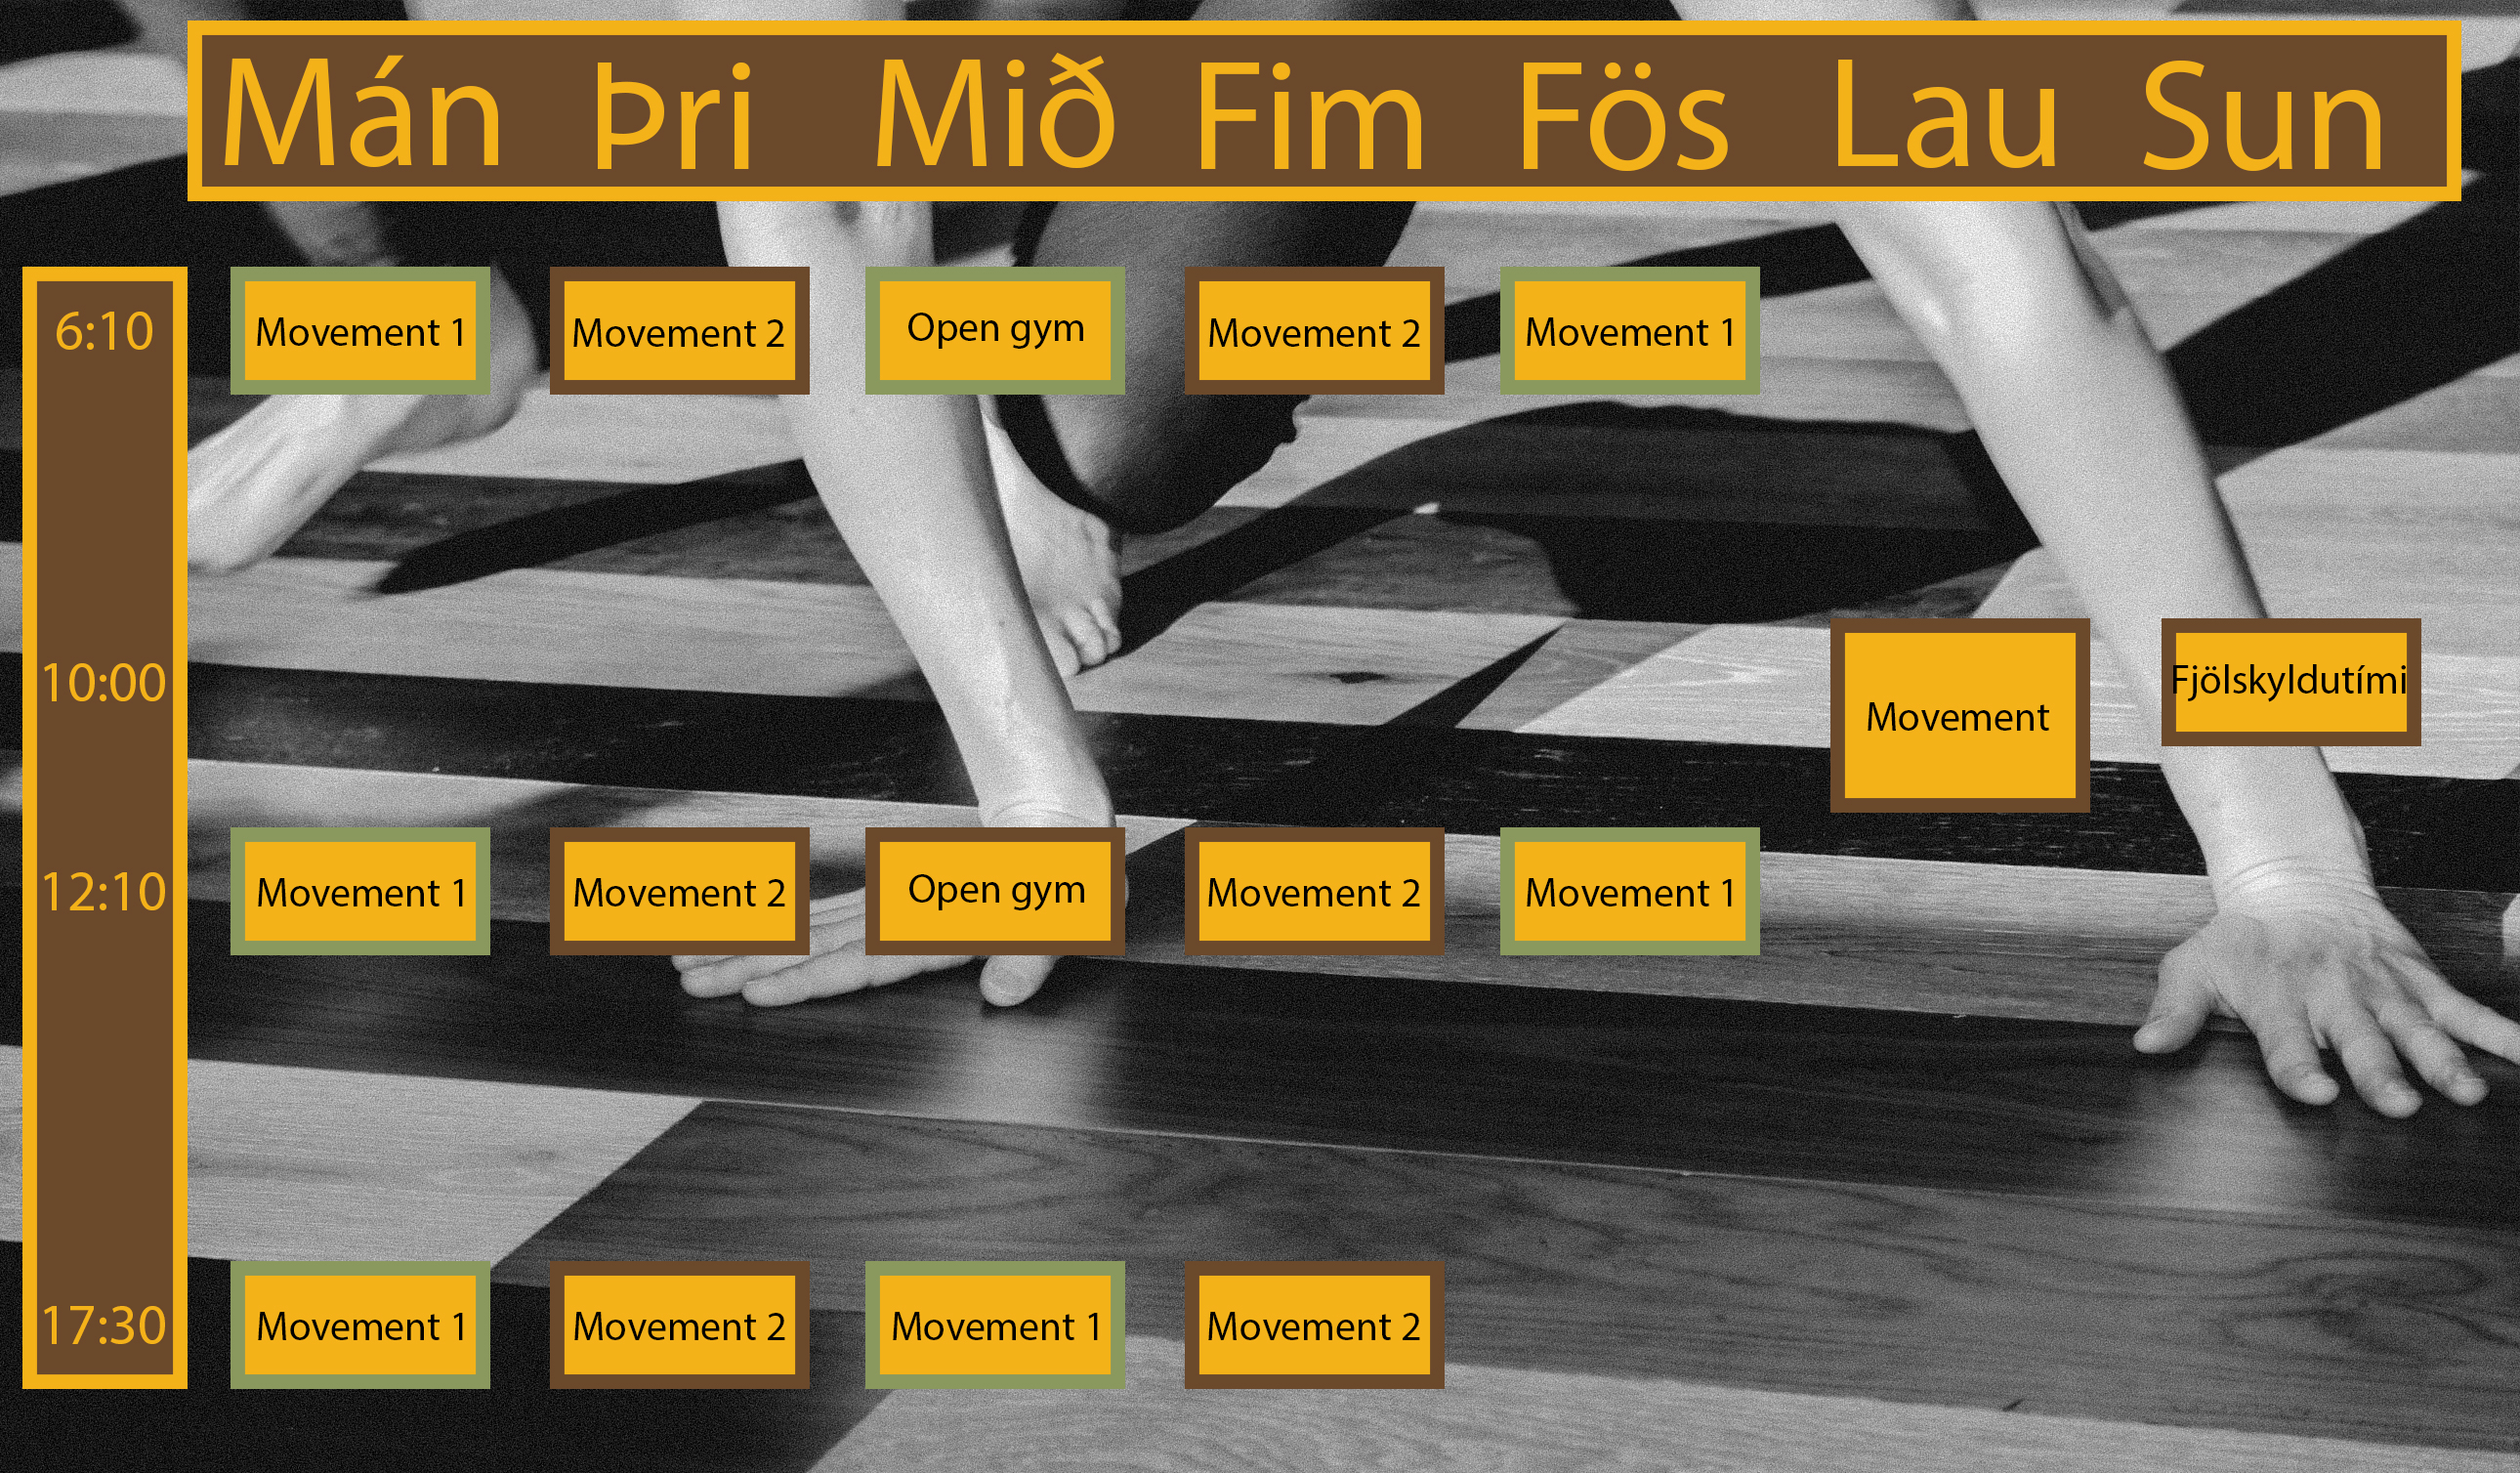 Mán Þri Mið Fim Fös Lau Sun
6:10 Movement 1 Movement 2 Open gym Movement 2 Movement 1
10:00 Movement Fjölskyldutími
12:10 Movement 1 Movement 2 Open gym Movement 2 Movement 1
17:30 Movement 1 Movement 2 Movement 1 Movement 2